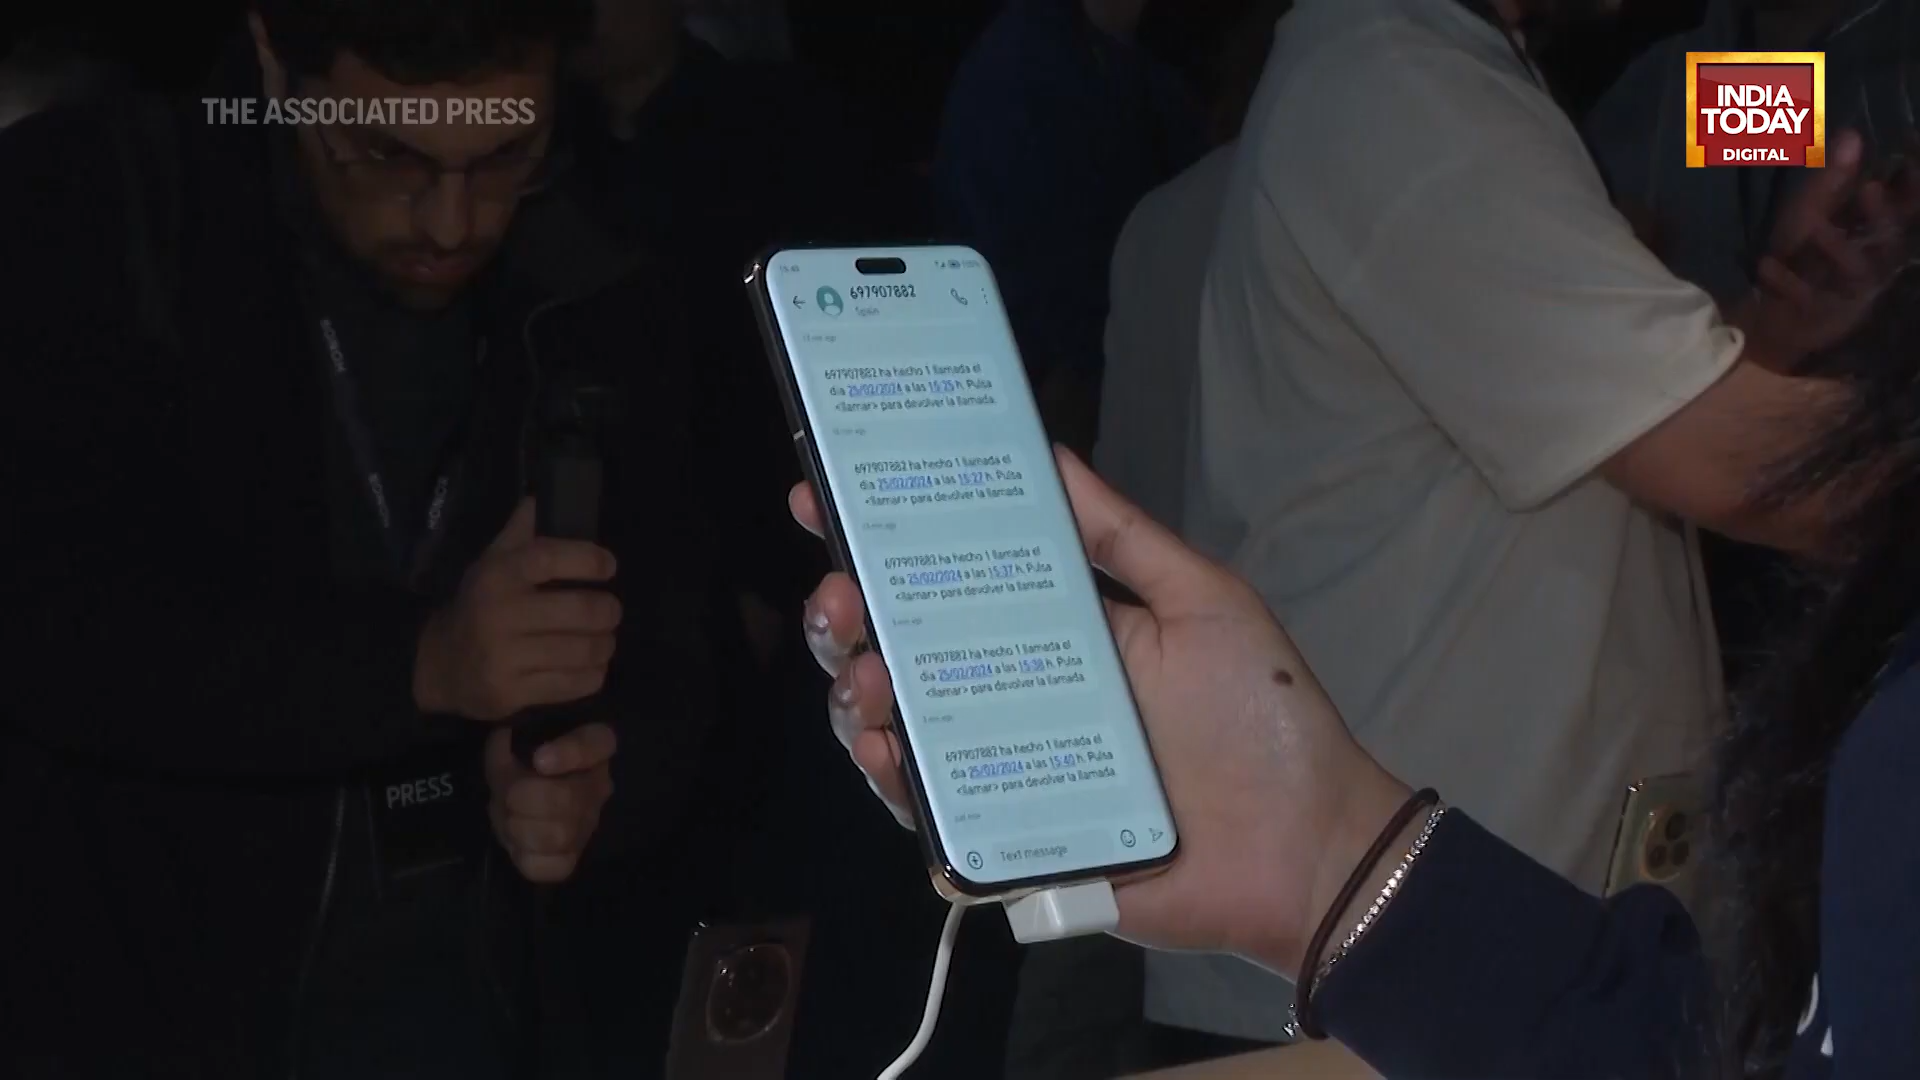 THE ASSOCIATED PRESS
INDIA
TODAY
DIGITAL
697907882
Spain
697907882 ha hecho 1 llamada el
día 25/02/2024 a las 15:25 h. Pulsa
<llamar> para devolver la llamada.
697907882 ha hecho 1 llamada el
día 25/02/2024 a las 15:27 h. Pulsa
<llamar> para devolver la llamada.
697907882 ha hecho 1 llamada el
día 25/02/2024 a las 15:37 h. Pulsa
<llamar> para devolver la llamada.
697907882 ha hecho 1 llamada el
día 25/02/2024 a las 15:38 h. Pulsa
<llamar> para devolver la llamada.
697907882 ha hecho 1 llamada el
día 25/02/2024 a las 15:40 h. Pulsa
<llamar> para devolver la llamada.
Text message
HONOR
HONOR
HONOR
PRESS